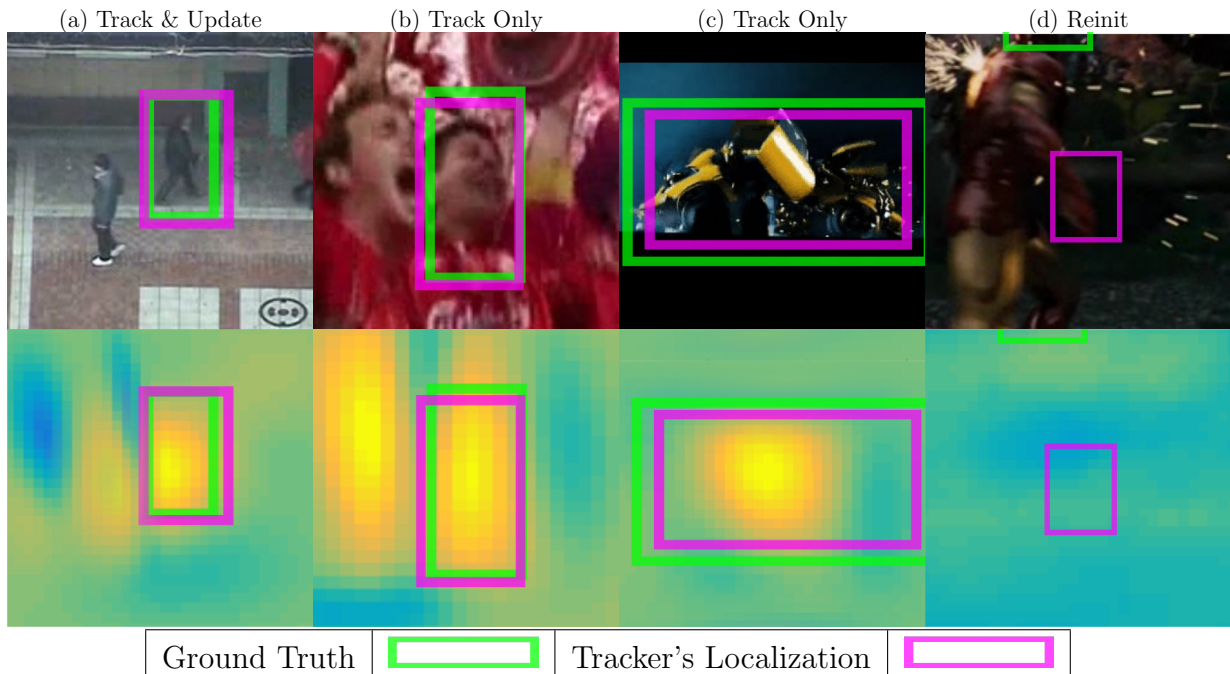 (a) Track & Update (b) Track Only (c) Track Only (d) Reinit
Ground Truth Tracker's Localization